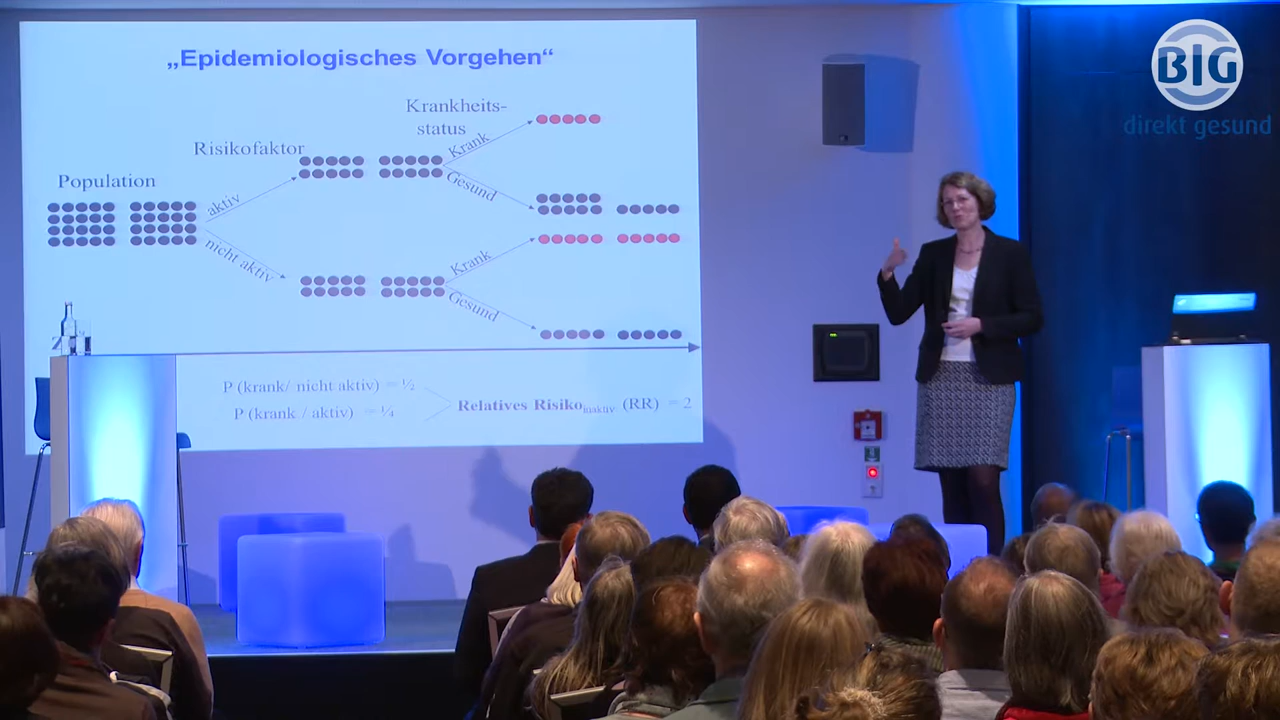 „Epidemiologisches Vorgehen“
Krankheits-
status
Risikofaktor
Population
aktiv
nicht aktiv
Krank
Gesund
Krank
Gesund
P (krank/ nicht aktiv) = ½
P (krank / aktiv) = ¼
Relatives Risiko inaktiv (RR) = 2
BIG
direkt gesund